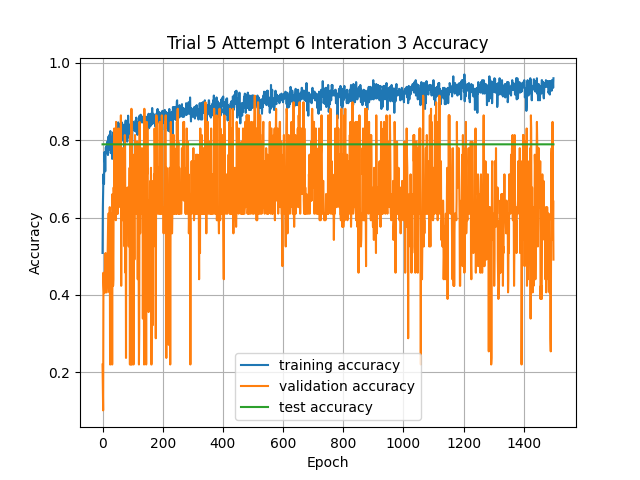 Trial 5 Attempt 6 Interation 3 Accuracy
1.0
0.8
0.6
0.4
0.2
Accuracy
training accuracy
validation accuracy
test accuracy
0 200 400 600 800 1000 1200 1400
Epoch